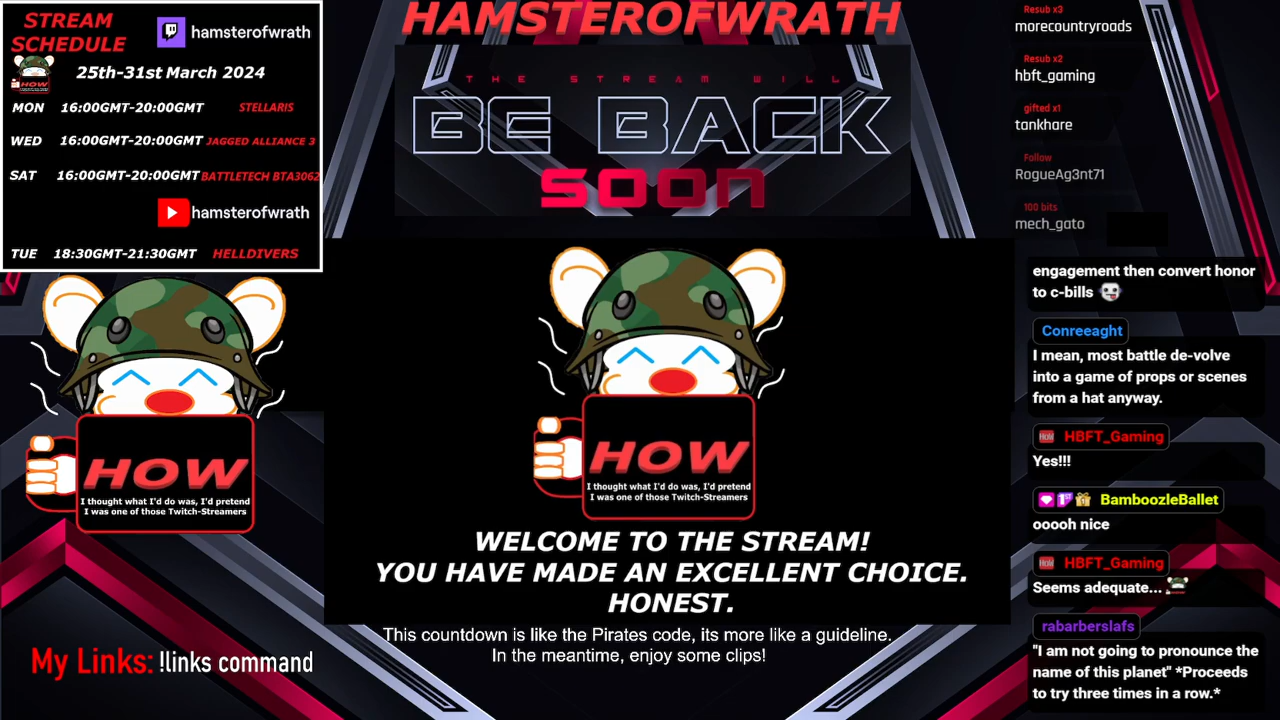 STREAM
SCHEDULE
hamsterofwrath
HOW
25th-31st March 2024
MON 16:00GMT-20:00GMT STELLARIS
WED 16:00GMT-20:00GMT JAGGED ALLIANCE 3
SAT 16:00GMT-20:00GMT BATTLETECH BTA3062
hamsterofwrath
TUE 18:30GMT-21:30GMT HELLDIVERS
HOW
I thought what I'd do was, I'd pretend
I was one of those Twitch-Streamers
My Links: !links command
HAMSTEROFWRATH
THE STREAM WILL
BE BACK
SOON
HOW
I thought what I'd do was, I'd pretend
I was one of those Twitch-Streamers
WELCOME TO THE STREAM!
YOU HAVE MADE AN EXCELLENT CHOICE.
HONEST.
This countdown is like the Pirates code, its more like a guideline.
In the meantime, enjoy some clips!
Resub x3
morecountryroads
Resub x2
hbft_gaming
gifted x1
tankhare
Follow
RogueAg3nt71
100 bits
mech_gato
engagement then convert honor
to c-bills
Conreeaght
I mean, most battle de-volve
into a game of props or scenes
from a hat anyway.
HOW HBFT_Gaming
Yes!!!
BamboozleBallet
ooooh nice
HOW HBFT_Gaming
Seems adequate...
rabarberslafs
"I am not going to pronounce the
name of this planet" *Proceeds
to try three times in a row.*